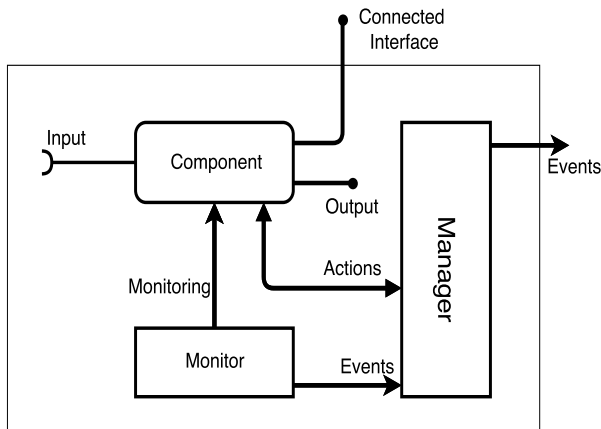 Connected
Interface
Input
Component
Events
Output
Manager
Actions
Monitoring
Monitor
Events